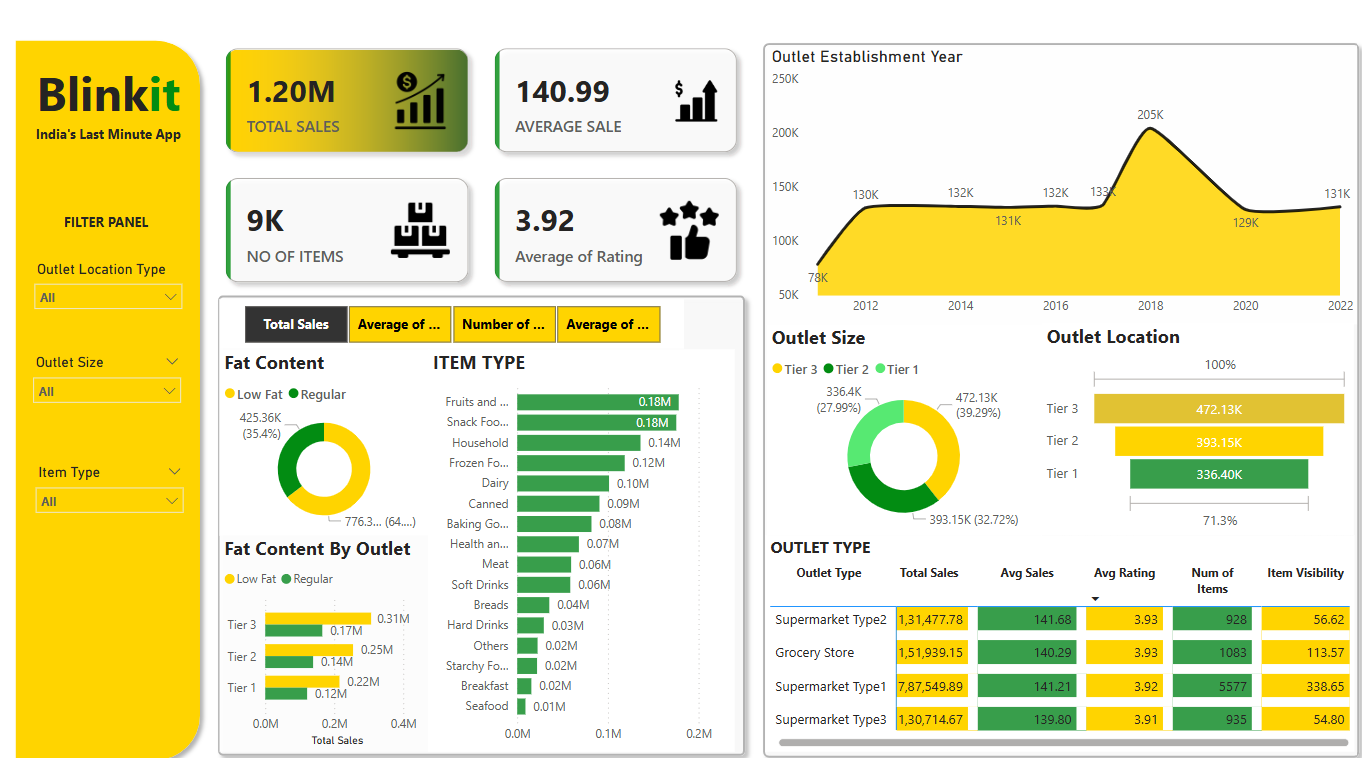 Blinkit
India's Last Minute App
FILTER PANEL
Outlet Location Type
All
Outlet Size
All
Item Type
All
1.20M
TOTAL SALES
140.99
AVERAGE SALE
9K
NO OF ITEMS
3.92
Average of Rating
Total Sales
Average of ...
Number of ...
Average of ...
Fat Content
Low Fat Regular
425.36K
(35.4%)
776.3... (64....)
Fat Content By Outlet
Low Fat Regular
Tier 3 0.31M
0.17M
Tier 2 0.25M
0.14M
Tier 1 0.22M
0.12M
0.0M 0.2M 0.4M
Total Sales
ITEM TYPE
Fruits and ... 0.18M
Snack Foo... 0.18M
Household 0.14M
Frozen Fo... 0.12M
Dairy 0.10M
Canned 0.09M
Baking Go... 0.08M
Health an... 0.07M
Meat 0.06M
Soft Drinks 0.06M
Breads 0.04M
Hard Drinks 0.03M
Others 0.02M
Starchy Fo... 0.02M
Breakfast 0.02M
Seafood 0.01M
0.0M 0.1M 0.2M
Outlet Establishment Year
250K
200K
150K
100K
50K
78K
130K
132K
131K
132K
133K
205K
129K
131K
2012 2014 2016 2018 2020 2022
Outlet Size
Tier 3 Tier 2 Tier 1
336.4K
(27.99%)
472.13K
(39.29%)
393.15K (32.72%)
Outlet Location
100%
Tier 3 472.13K
Tier 2 393.15K
Tier 1 336.40K
71.3%
OUTLET TYPE
Outlet Type Total Sales Avg Sales Avg Rating Num of Items Item Visibility
Supermarket Type2 1,31,477.78 141.68 3.93 928 56.62
Grocery Store 1,51,939.15 140.29 3.93 1083 113.57
Supermarket Type1 7,87,549.89 141.21 3.92 5577 338.65
Supermarket Type3 1,30,714.67 139.80 3.91 935 54.80